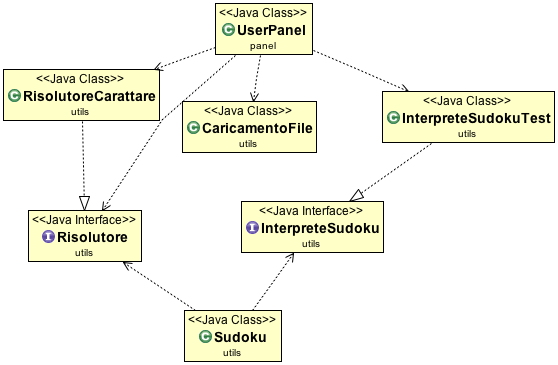 <<Java Class>>
UserPanel
panel
<<Java Class>>
RisolutoreCarattare
utils
<<Java Class>>
CaricamentoFile
utils
<<Java Class>>
InterpreteSudokuTest
utils
<<Java Interface>>
Risolutore
utils
<<Java Interface>>
InterpreteSudoku
utils
<<Java Class>>
Sudoku
utils